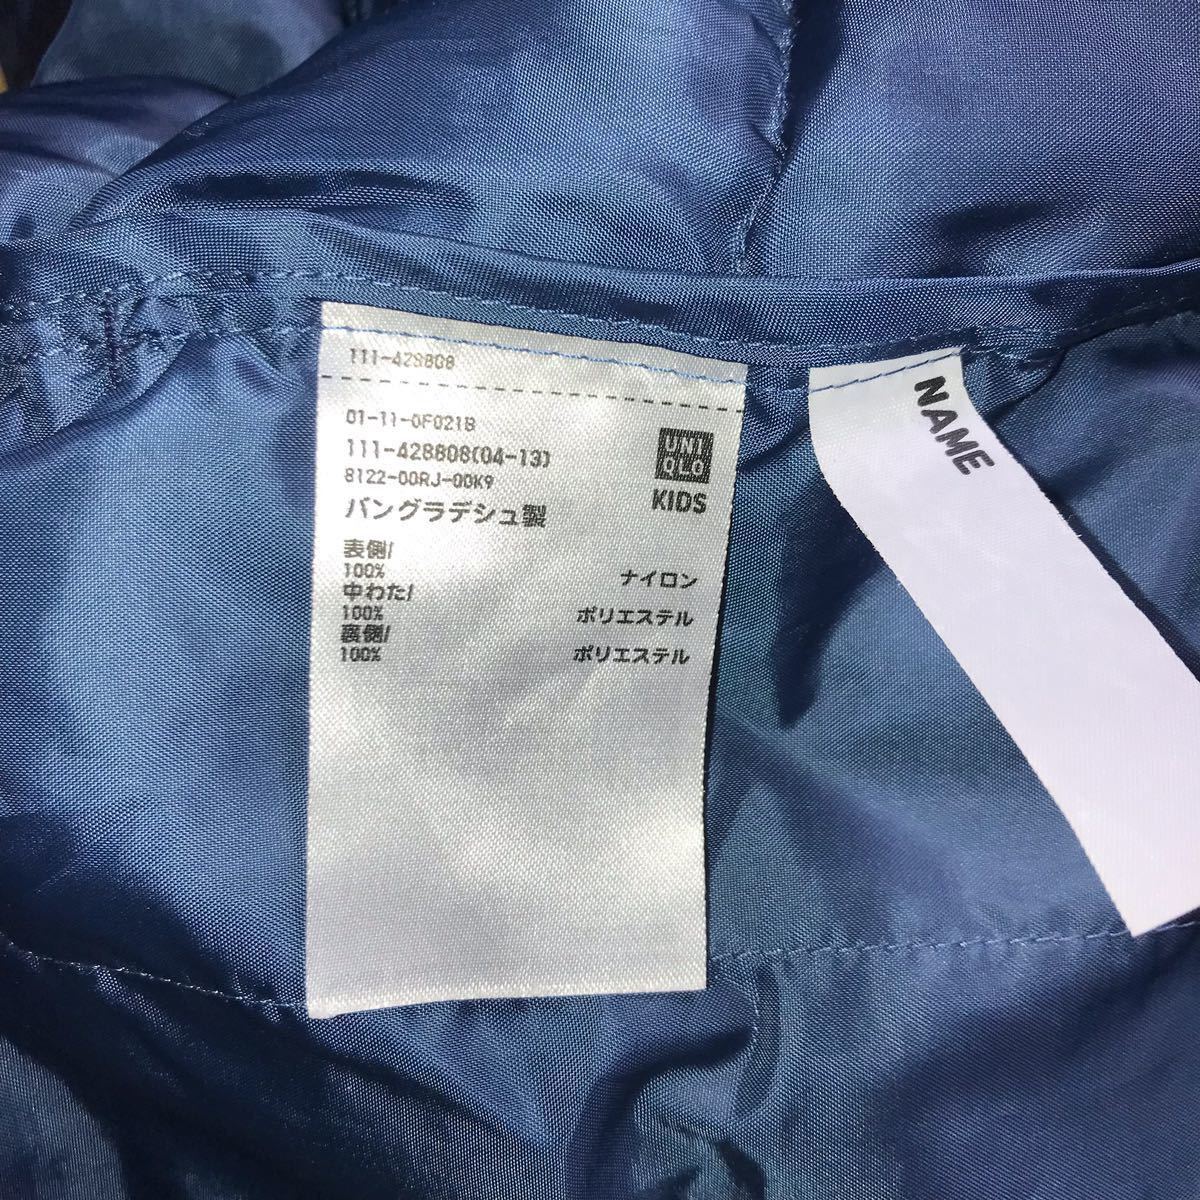 111-428808
01-11-0F021B
111-428808(04-13)
8122-00RJ-00K9
バングラデシュ製
UNI
QLO
KIDS
表側/
100% ナイロン
中わた/
100% ポリエステル
裏側/
100% ポリエステル
NAME